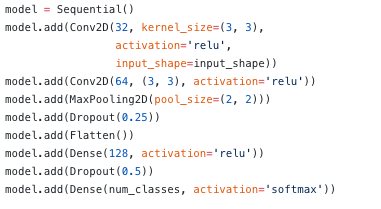 model = Sequential()
model.add(Conv2D(32, kernel_size=(3, 3),
                 activation='relu',
                 input_shape=input_shape))
model.add(Conv2D(64, (3, 3), activation='relu'))
model.add(MaxPooling2D(pool_size=(2, 2)))
model.add(Dropout(0.25))
model.add(Flatten())
model.add(Dense(128, activation='relu'))
model.add(Dropout(0.5))
model.add(Dense(num_classes, activation='softmax'))